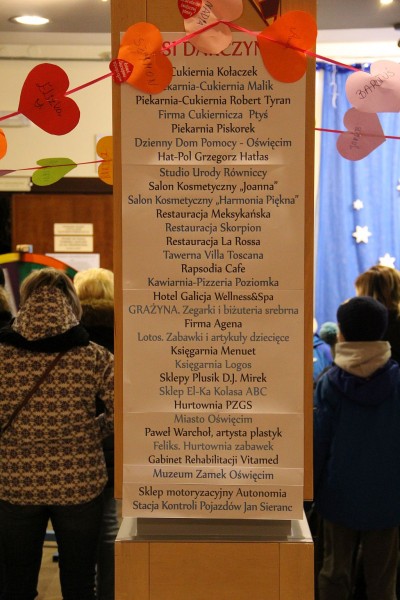 SI DARCZYŃ
Cukiernia Kołaczek
Piekarnia-Cukiernia Malik
Piekarnia-Cukiernia Robert Tyran
Firma Cukiernicza Ptyś
Piekarnia Piskorek
Dzienny Dom Pomocy - Oświęcim
Hat-Pol Grzegorz Hatłas
Studio Urody Równiccy
Salon Kosmetyczny „Joanna”
Salon Kosmetyczny „Harmonia Piękna”
Restauracja Meksykańska
Restauracja Skorpion
Restauracja La Rossa
Tawerna Villa Toscana
Rapsodia Cafe
Kawiarnia-Pizzeria Poziomka
Hotel Galicja Wellness&Spa
GRAŻYNA. Zegarki i biżuteria srebrna
Firma Agena
Lotos. Zabawki i artykuły dziecięce
Księgarnia Menuet
Księgarnia Logos
Sklepy Plusik D.J. Mirek
Sklep El-Ka Kolasa ABC
Hurtownia PZGS
Miasto Oświęcim
Paweł Warchoł, artysta plastyk
Feliks. Hurtownia zabawek
Gabinet Rehabilitacji Vitamed
Muzeum Zamek Oświęcim
Sklep motoryzacyjny Autonomia
Stacja Kontroli Pojazdów Jan Sieranc